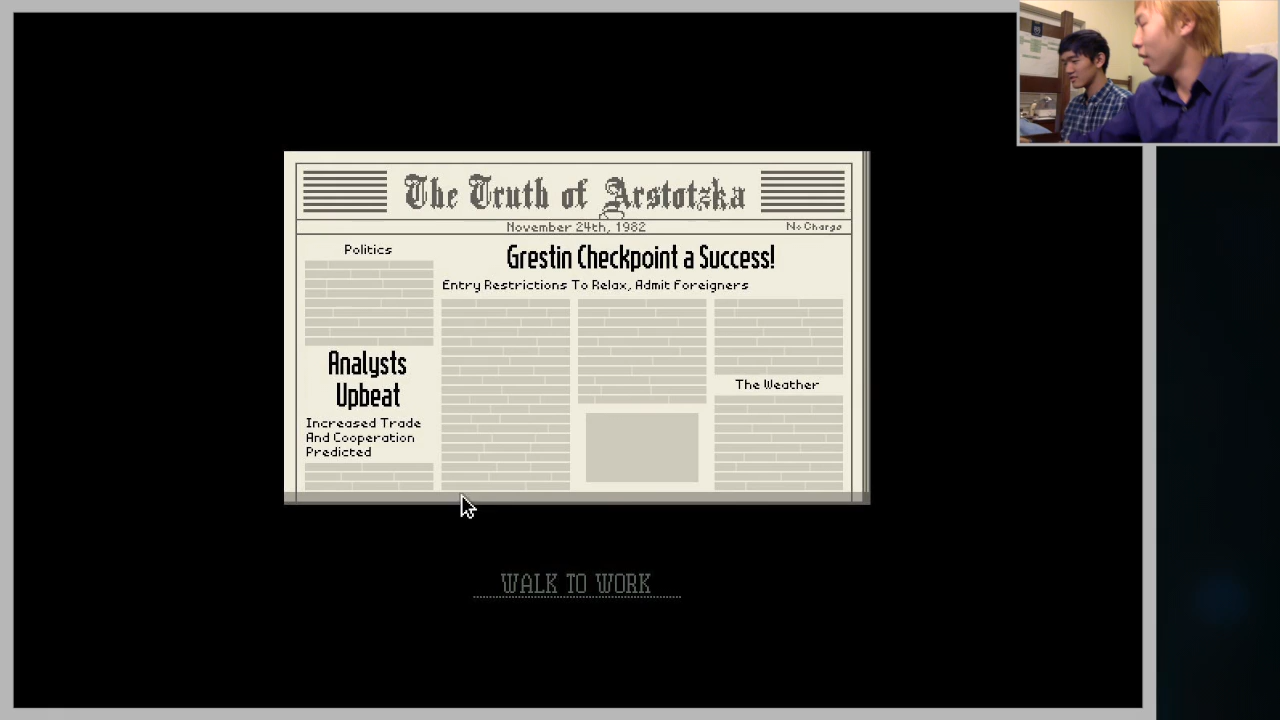 The Truth of Arstotzka
November 24th, 1982
No Charge
Politics
Analysts
Upbeat
Increased Trade
And Cooperation
Predicted
Grestin Checkpoint a Success!
Entry Restrictions To Relax, Admit Foreigners
The Weather
WALK TO WORK